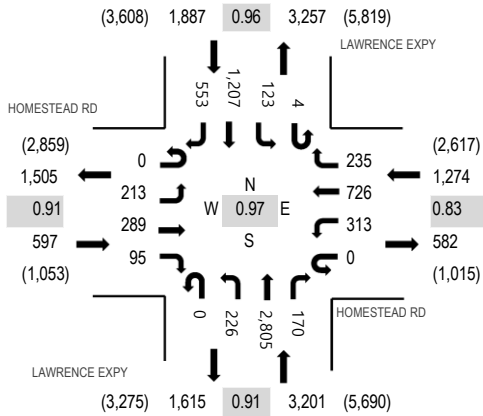 (3,608) 1,887 0.96 3,257 (5,819)
LAWRENCE EXPY
553 1,207 123 4
HOMESTEAD RD
(2,859)
1,505
0.91
597
(1,053)
0
213
289
95
N
W 0.97 E
S
235
726
313
0
(2,617)
1,274
0.83
582
(1,015)
0 226 2,805 170
HOMESTEAD RD
LAWRENCE EXPY
(3,275) 1,615 0.91 3,201 (5,690)